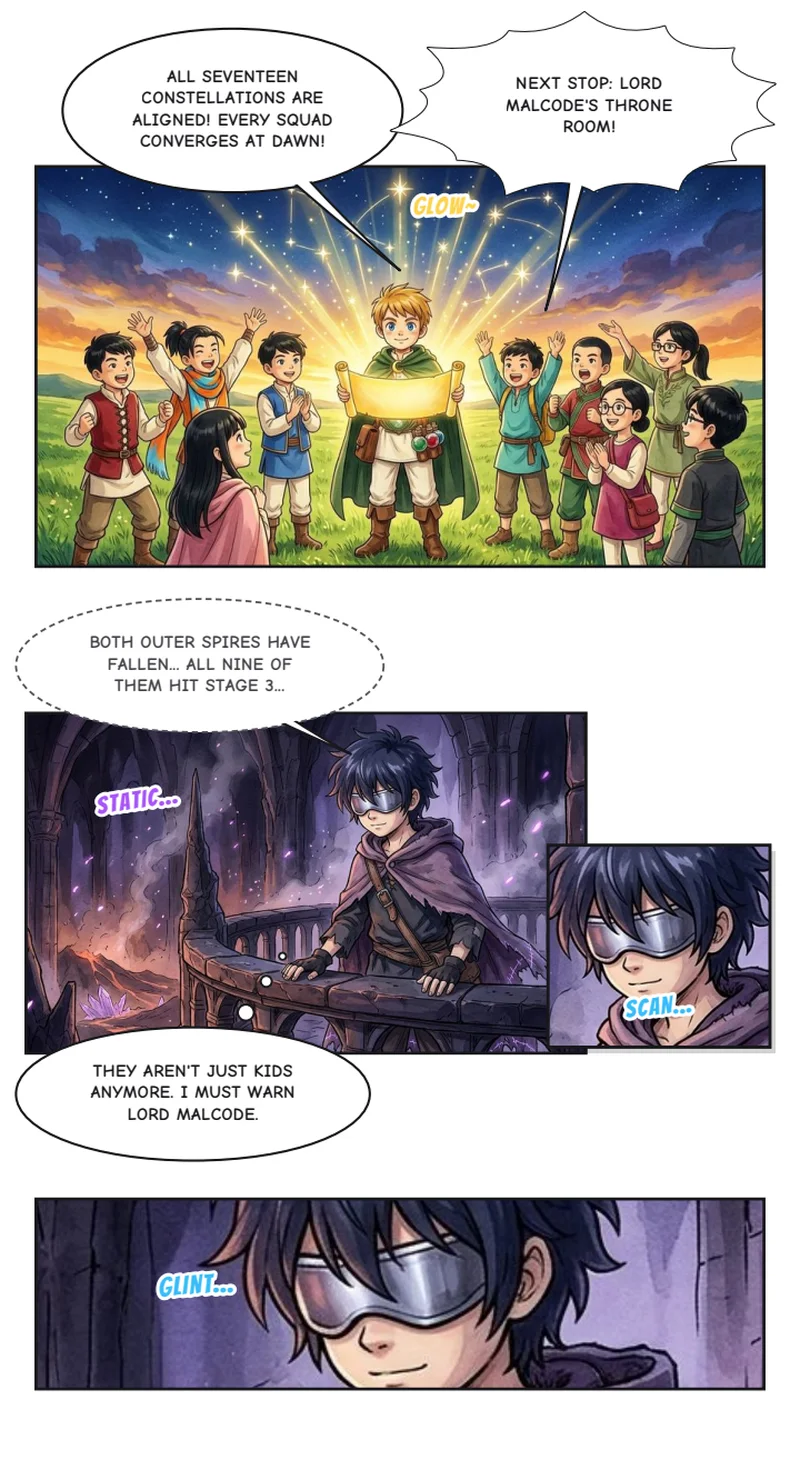 ALL SEVENTEEN
CONSTELLATIONS ARE
ALIGNED! EVERY SQUAD
CONVERGES AT DAWN!
NEXT STOP: LORD
MALCODE'S THRONE
ROOM!
GLOW~
BOTH OUTER SPIRES HAVE
FALLEN... ALL NINE OF
THEM HIT STAGE 3...
STATIC...
SCAN...
THEY AREN'T JUST KIDS
ANYMORE. I MUST WARN
LORD MALCODE.
GLINT...